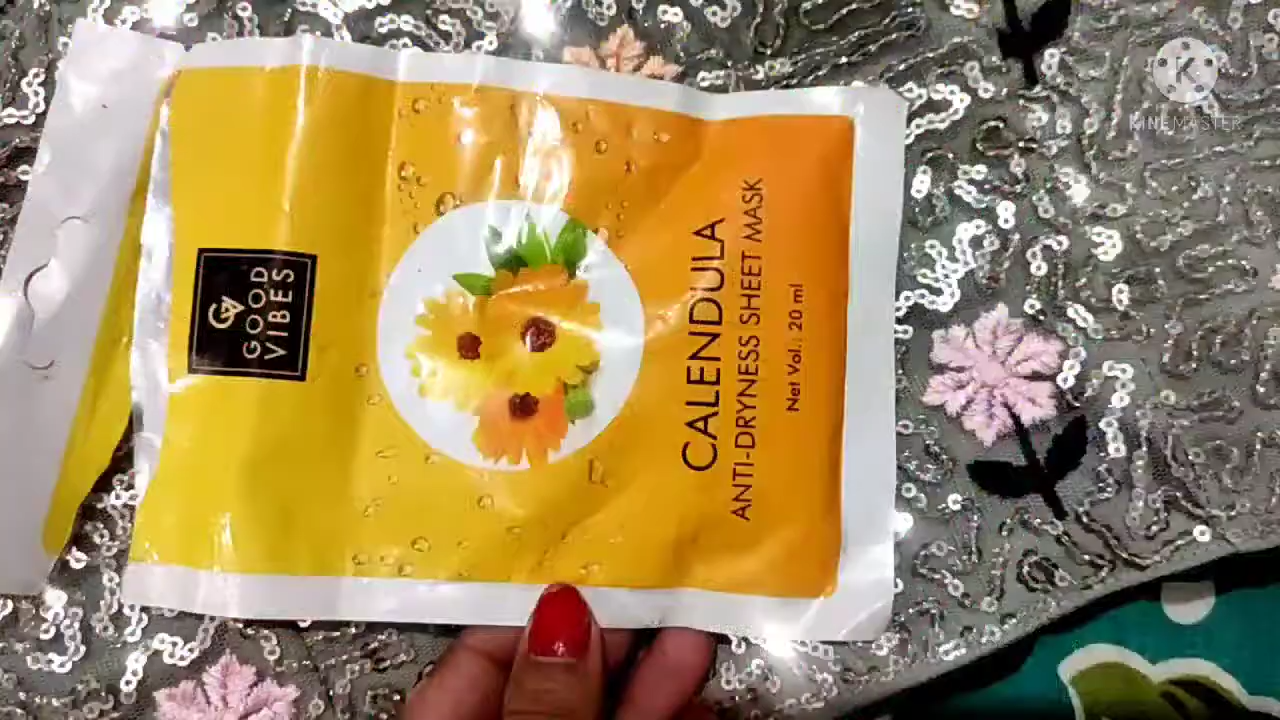 GOOD
VIBES
CALENDULA
ANTI-DRYNESS SHEET MASK
Net Vol.: 20 ml
K
KINEMASTER